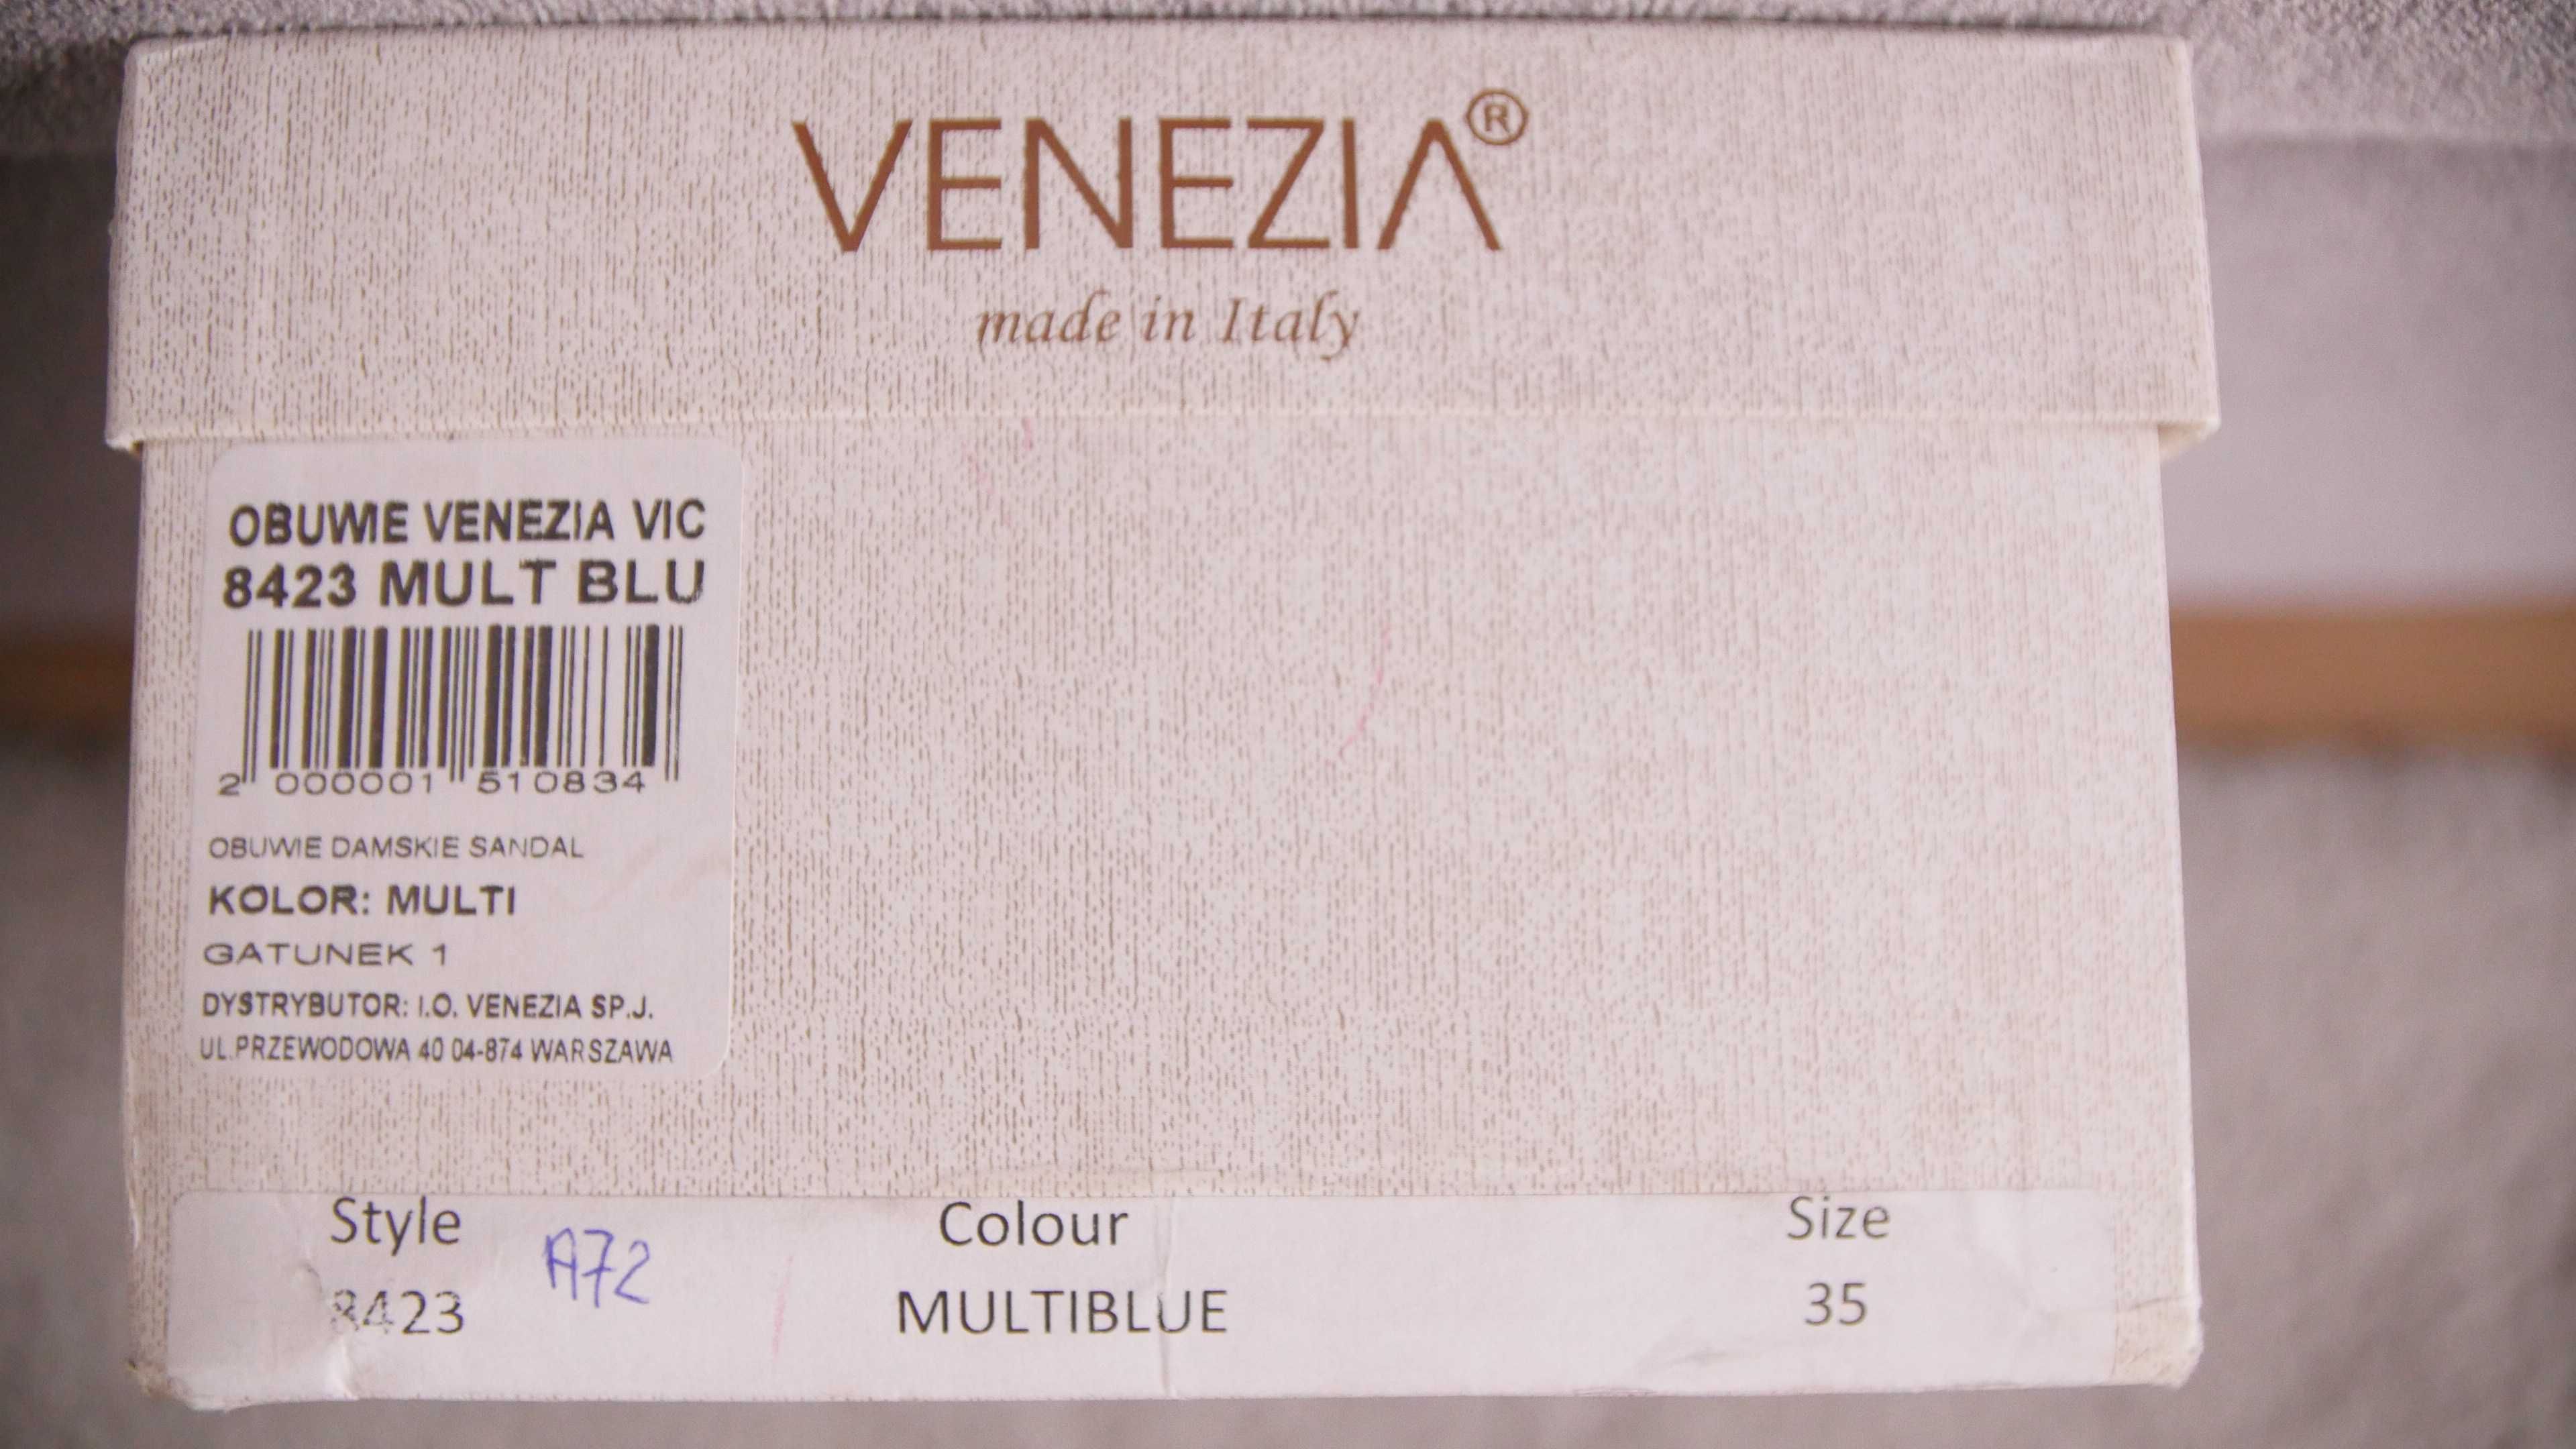 VENEZIA®
made in Italy
OBUWIE VENEZIA VIC
8423 MULT BLU
2 000001 510834
OBUWIE DAMSKIE SANDAL
KOLOR: MULTI
GATUNEK 1
DYSTRYBUTOR: I.O. VENEZIA SP.J.
UL.PRZEWODOWA 40 04-874 WARSZAWA
Style Colour Size
A72
8423 MULTIBLUE 35